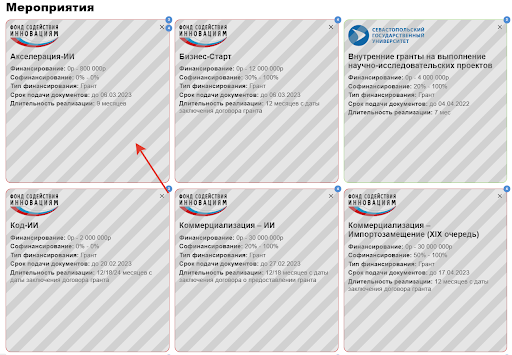 Мероприятия
ФОНД СОДЕЙСТВИЯ
ИННОВАЦИЯМ
Акселерация-ИИ
Финансирование: 0р - 800 000р
Софинансирование: 0% - 0%
Тип финансирования: Грант
Срок подачи документов: до 06.03.2023
Длительность реализации: 9 месяцев
ФОНД СОДЕЙСТВИЯ
ИННОВАЦИЯМ
Бизнес-Старт
Финансирование: 0р - 12 000 000р
Софинансирование: 30% - 100%
Тип финансирования: Грант
Срок подачи документов: до 06.03.2023
Длительность реализации: 12 месяцев с даты
заключения договора гранта
СЕВАСТОПОЛЬСКИЙ
ГОСУДАРСТВЕННЫЙ
УНИВЕРСИТЕТ
Внутренние гранты на выполнение
научно-исследовательских проектов
Финансирование: 0р - 4 000 000р
Софинансирование: 20% - 100%
Тип финансирования: Грант
Срок подачи документов: до 04.04.2022
Длительность реализации: 7 мес
ФОНД СОДЕЙСТВИЯ
ИННОВАЦИЯМ
Код-ИИ
Финансирование: 0р - 2 000 000р
Софинансирование: 0% - 0%
Тип финансирования: Грант
Срок подачи документов: до 20.02.2023
Длительность реализации: 12/18/24 месяцев с
даты заключения договора гранта
ФОНД СОДЕЙСТВИЯ
ИННОВАЦИЯМ
Коммерциализация – ИИ
Финансирование: 0р - 30 000 000р
Софинансирование: 20% - 100%
Тип финансирования: Грант
Срок подачи документов: до 27.02.2023
Длительность реализации: 12/18 месяцев с даты
заключения договора о предоставлении гранта
ФОНД СОДЕЙСТВИЯ
ИННОВАЦИЯМ
Коммерциализация –
Импортозамещение (XIX очередь)
Финансирование: 0р - 30 000 000р
Софинансирование: 50% - 100%
Тип финансирования: Грант
Срок подачи документов: до 17.04.2023
Длительность реализации: 12 месяцев с даты
заключения договора гранта